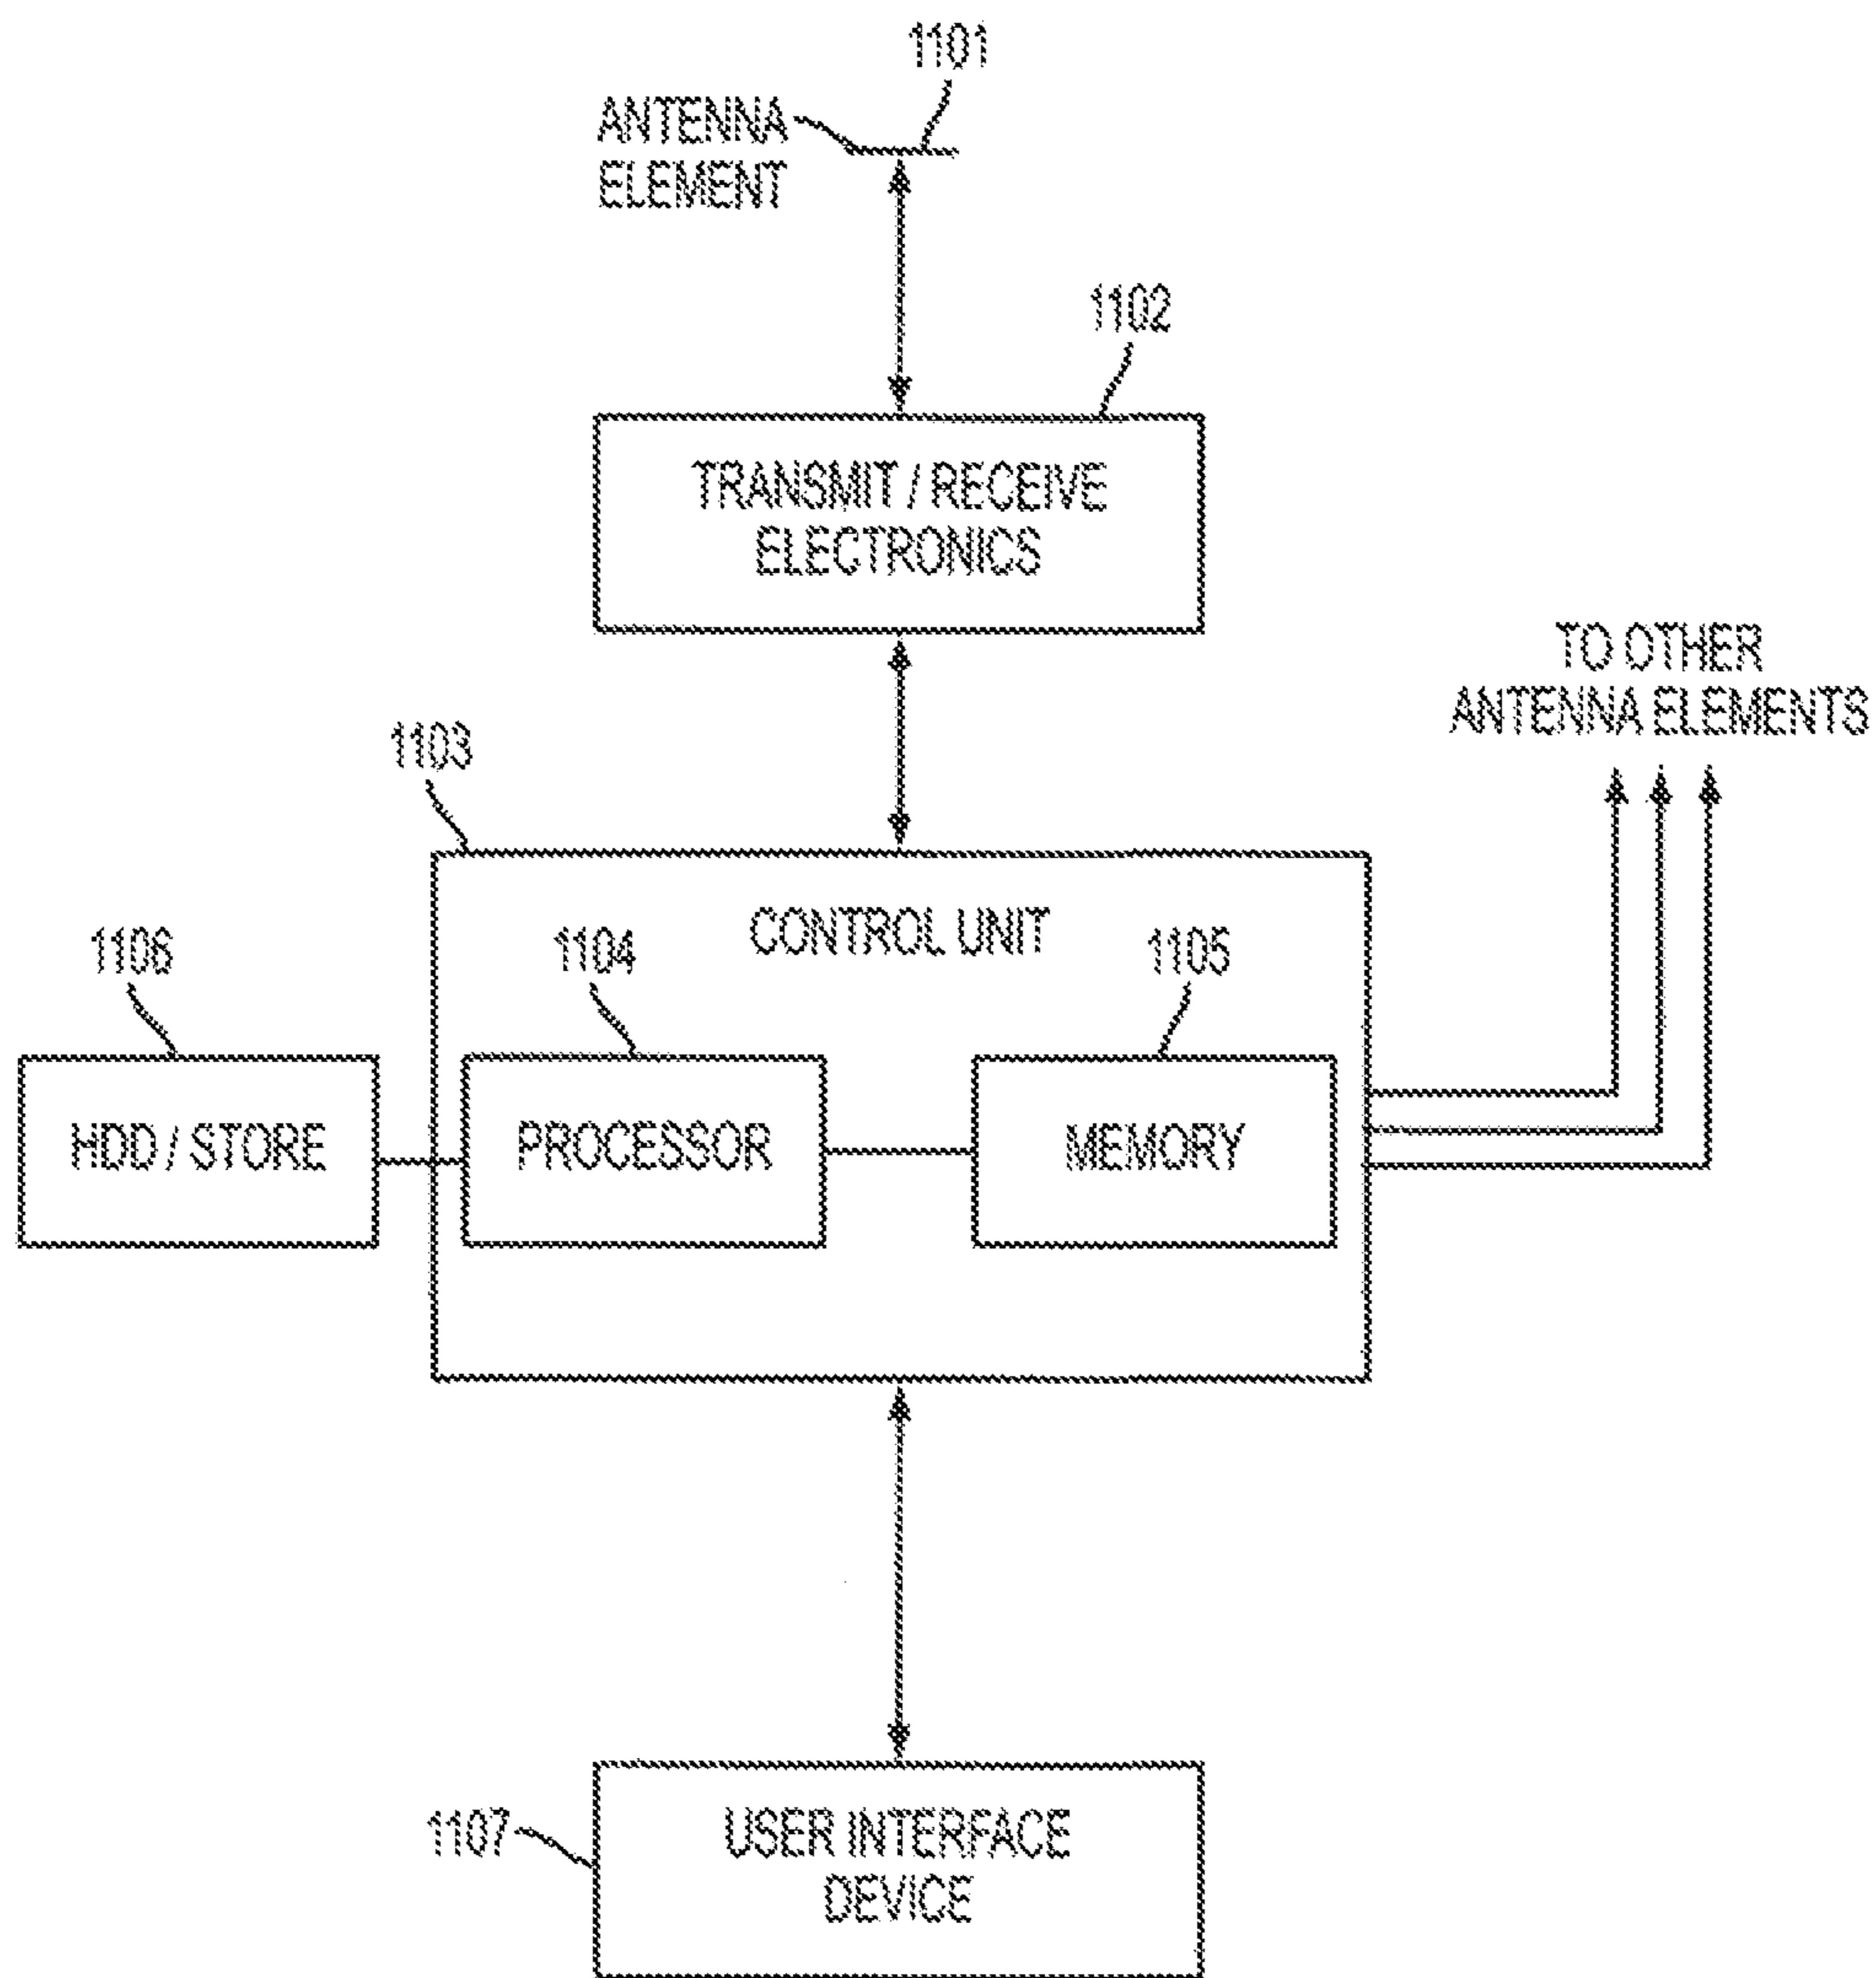 1101
ANTENNA
ELEMENT
1102
TRANSMIT / RECEIVE
ELECTRONICS
TO OTHER
ANTENNA ELEMENTS
1103
CONTROL UNIT
1106
1104
1105
HDD / STORE
PROCESSOR
MEMORY
1107
USER INTERFACE
DEVICE